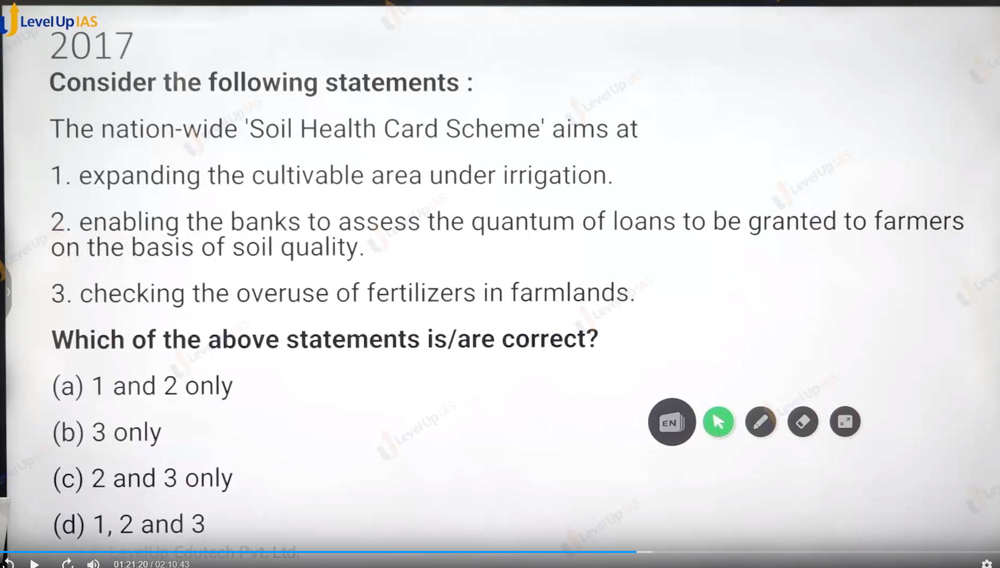 LevelUp IAS
2017
Consider the following statements :
The nation-wide 'Soil Health Card Scheme' aims at
1. expanding the cultivable area under irrigation.
2. enabling the banks to assess the quantum of loans to be granted to farmers
on the basis of soil quality.
3. checking the overuse of fertilizers in farmlands.
Which of the above statements is/are correct?
(a) 1 and 2 only
(b) 3 only
EN
(c) 2 and 3 only
(d) 1, 2 and 3
LevelUp Edutech Pvt. Ltd.
01:21:20 / 02:10:43